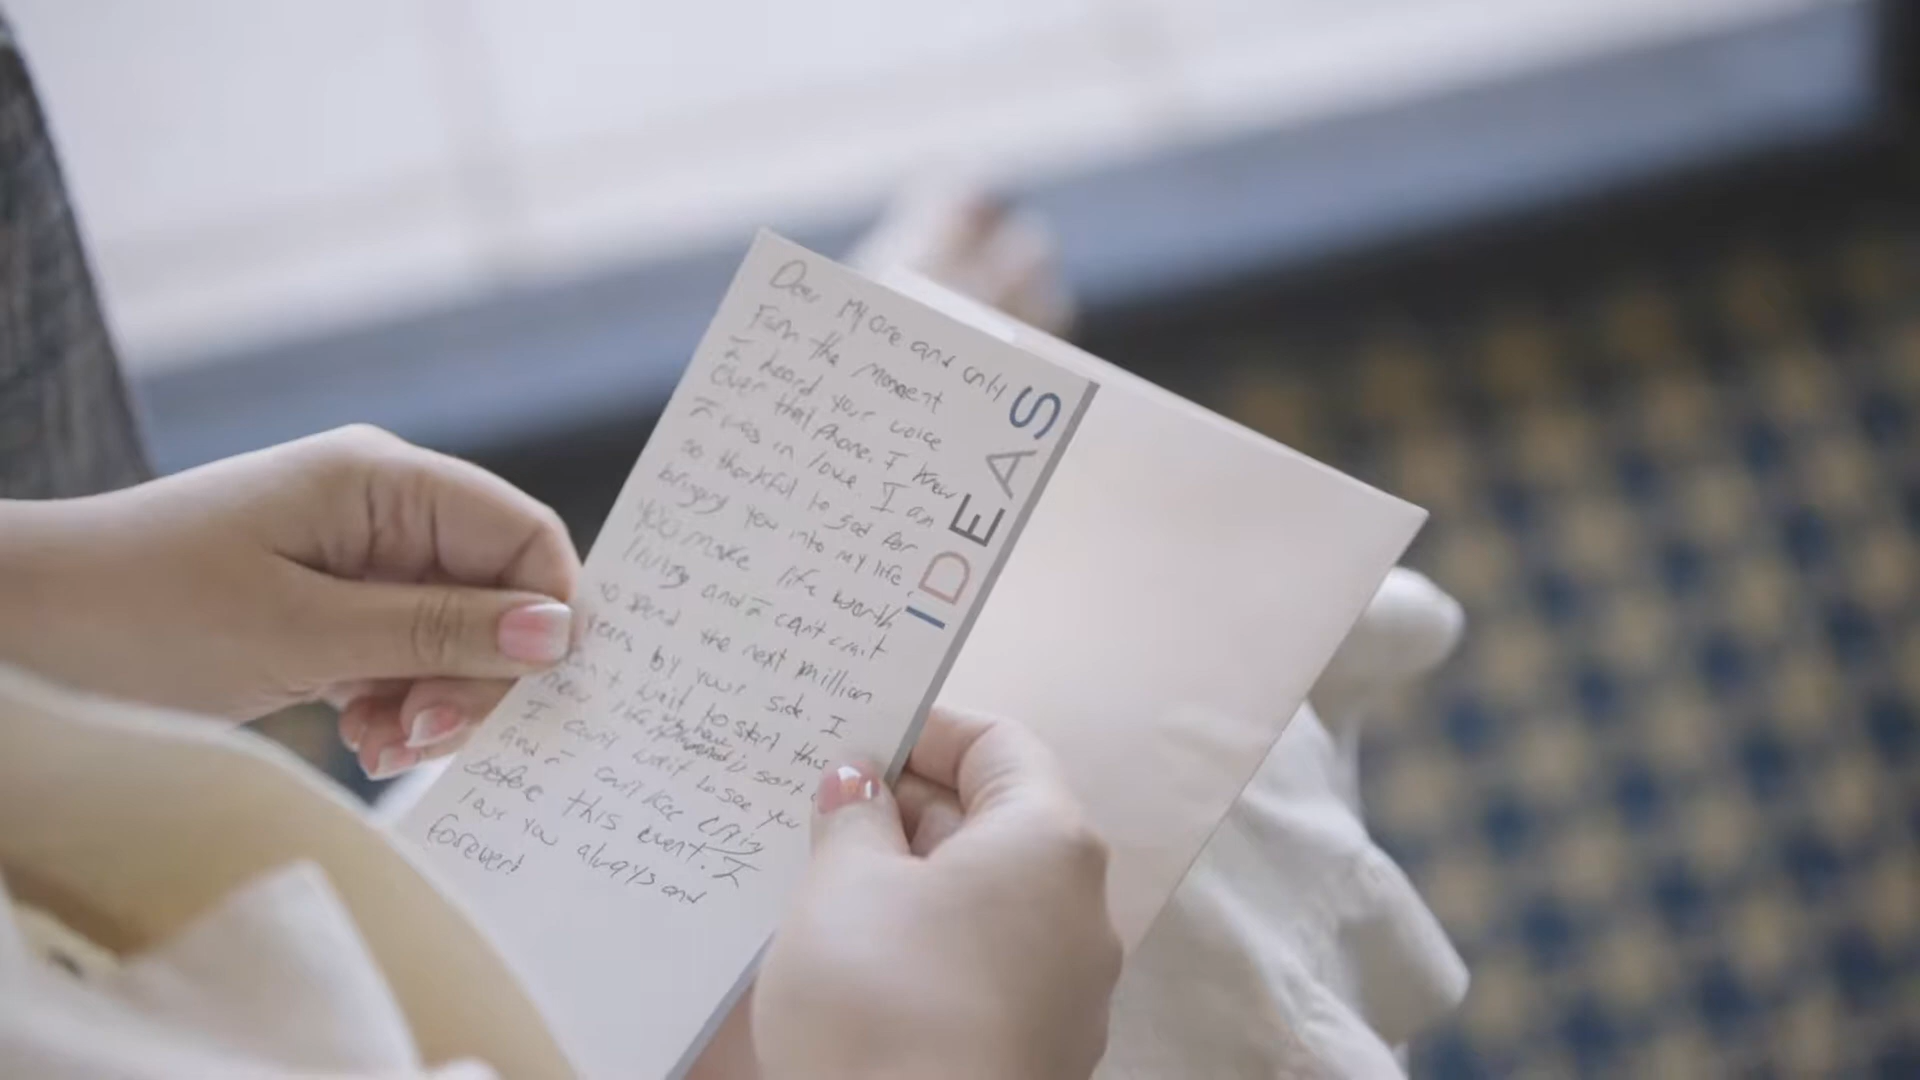 Dear My one and only
From the moment
I heard your voice
over that phone. I knew
I was in love. I am
so thankful to god for
bringing you into my life.
You make life worth
living and I can't wait
to spend the next million
years by your side. I
can't wait to start this
new life
I can't wait to see you
And I can't Kee crying
before this event. I
love you always and
forever!
IDEAS